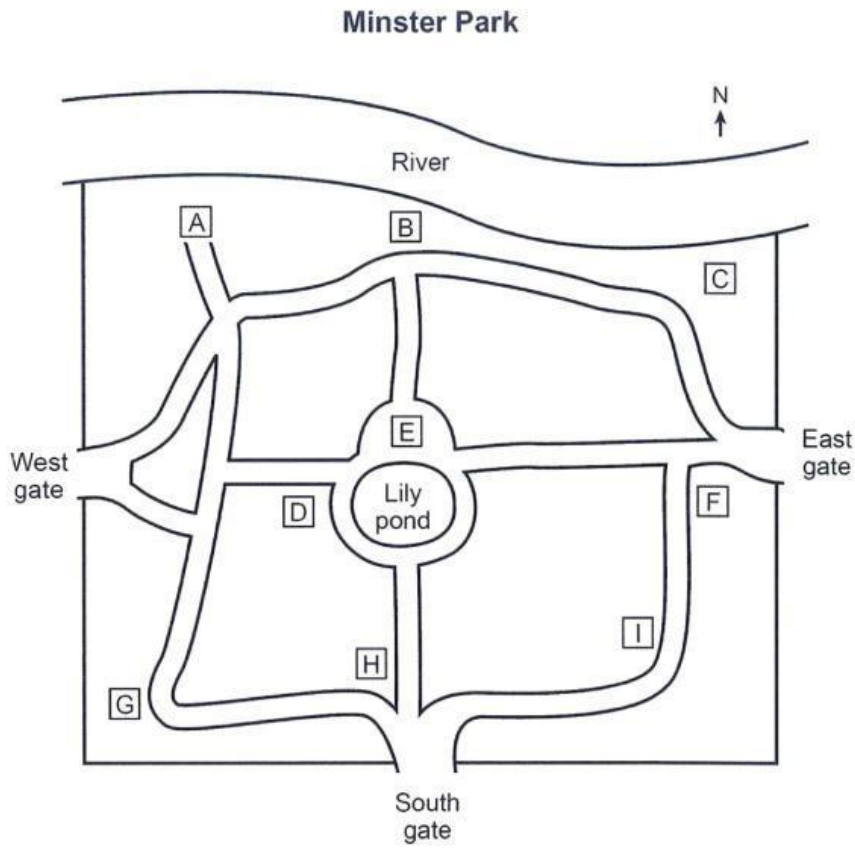 Minster Park
N
River
A
B
C
E
East
gate
West
gate
Lily
pond
D
F
I
H
G
South
gate